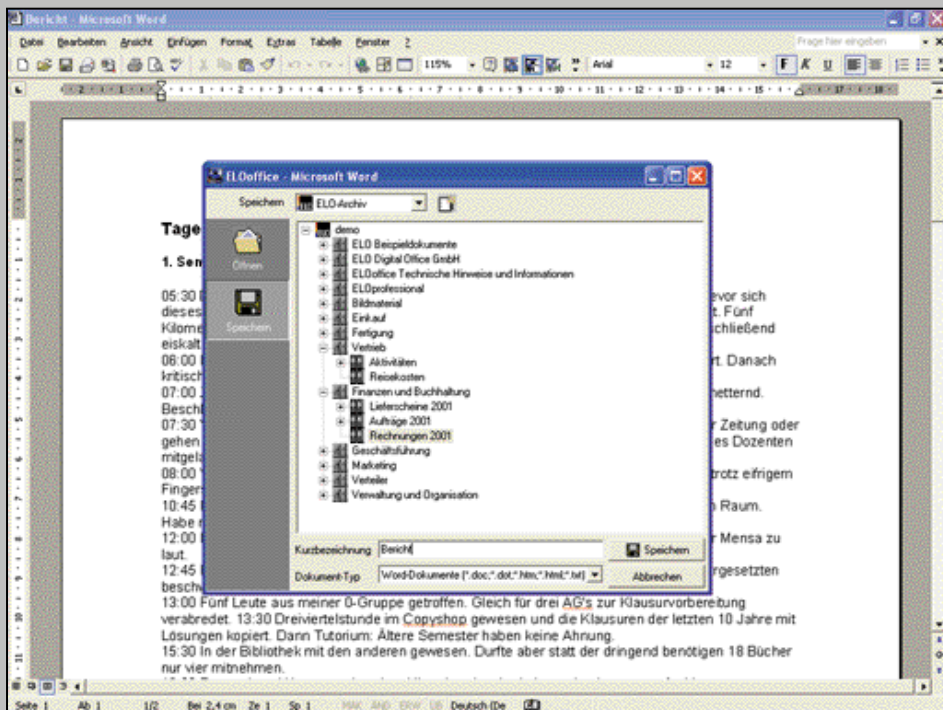 Bericht - Microsoft Word
Datei Bearbeiten Ansicht Einfügen Format Extras Tabelle Fenster ?
Frage hier eingeben
115% Arial 12 F K U
ELOoffice - Microsoft Word
Speichern ELO-Archiv
Öffnen
Speichern
demo
ELO Beispieldokumente
ELO Digital Office GmbH
ELOoffice Technische Hinweise und Informationen
ELOprofessional
Bildmaterial
Einkauf
Fertigung
Vertrieb
Aktivitäten
Reisekosten
Finanzen und Buchhaltung
Lieferscheine 2001
Aufträge 2001
Rechnungen 2001
Geschäftsführung
Marketing
Verteiler
Verwaltung und Organisation
Kurzbezeichnung Bericht Speichern
Dokument-Typ Word-Dokumente (*.doc;*.dot;*.htm;*.html;*.txt) Abbrechen
Tage
1. Sen
05:30 evor sich
dieses t. Fünf
Kilome schließend
eiskalt
06:00 rt. Danach
kritisch
07:00 netternd.
Beschl
07:30 r Zeitung oder
gehen es Dozenten
mitgel
08:00 trotz eifrigem
Finger
10:45 n Raum.
Habe
12:00 r Mensa zu
laut.
12:45 rgesetzten
beschw
13:00 Fünf Leute aus meiner 0-Gruppe getroffen. Gleich für drei AG's zur Klausurvorbereitung
verabredet. 13:30 Dreiviertelstunde im Copyshop gewesen und die Klausuren der letzten 10 Jahre mit
Lösungen kopiert. Dann Tutorium: Ältere Semester haben keine Ahnung.
15:30 In der Bibliothek mit den anderen gewesen. Durfte aber statt der dringend benötigen 18 Bücher
nur vier mitnehmen.
Seite 1 Ab 1 1/2 Bei 2,4 cm Ze 1 Sp 1 MAK ÄND ERW ÜB Deutsch (De